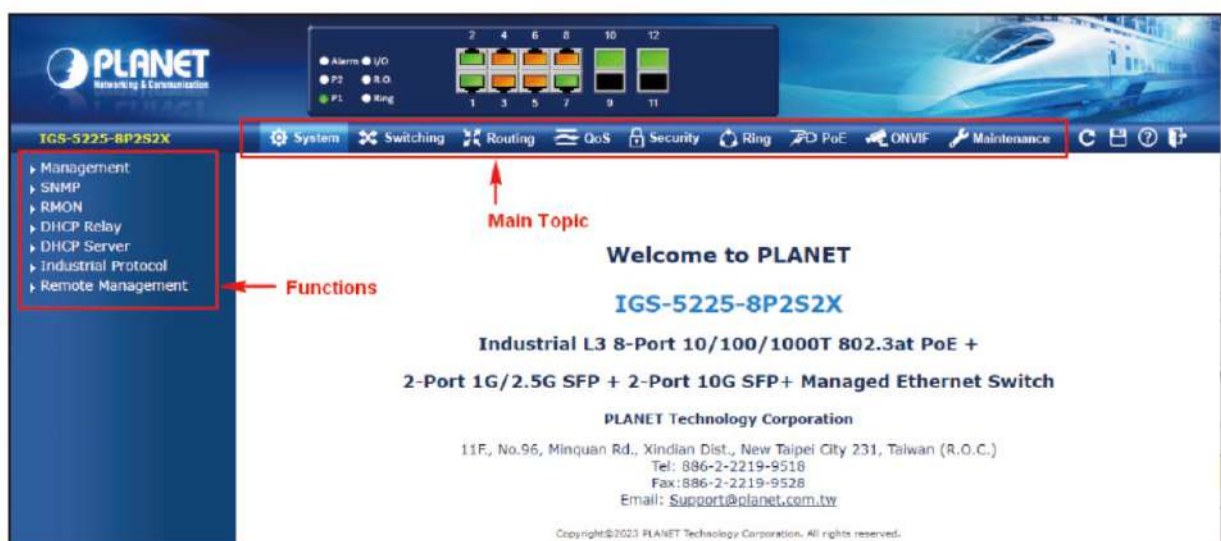 PLANET
Networking & Communication
2 4 6 8 10 12
Alarm I/O
P2 R.O.
P1 Ring
1 3 5 7 9 11
IGS-5225-8P2S2X
System Switching Routing QoS Security Ring PoE ONVIF Maintenance
Management
SNMP
RMON
DHCP Relay
DHCP Server
Industrial Protocol
Remote Management
Functions
Main Topic
Welcome to PLANET
IGS-5225-8P2S2X
Industrial L3 8-Port 10/100/1000T 802.3at PoE +
2-Port 1G/2.5G SFP + 2-Port 10G SFP+ Managed Ethernet Switch
PLANET Technology Corporation
11F., No.96, Minquan Rd., Xindian Dist., New Taipei City 231, Taiwan (R.O.C.)
Tel: 886-2-2219-9518
Fax:886-2-2219-9528
Email: Support@planet.com.tw
Copyright©2023 PLANET Technology Corporation. All rights reserved.